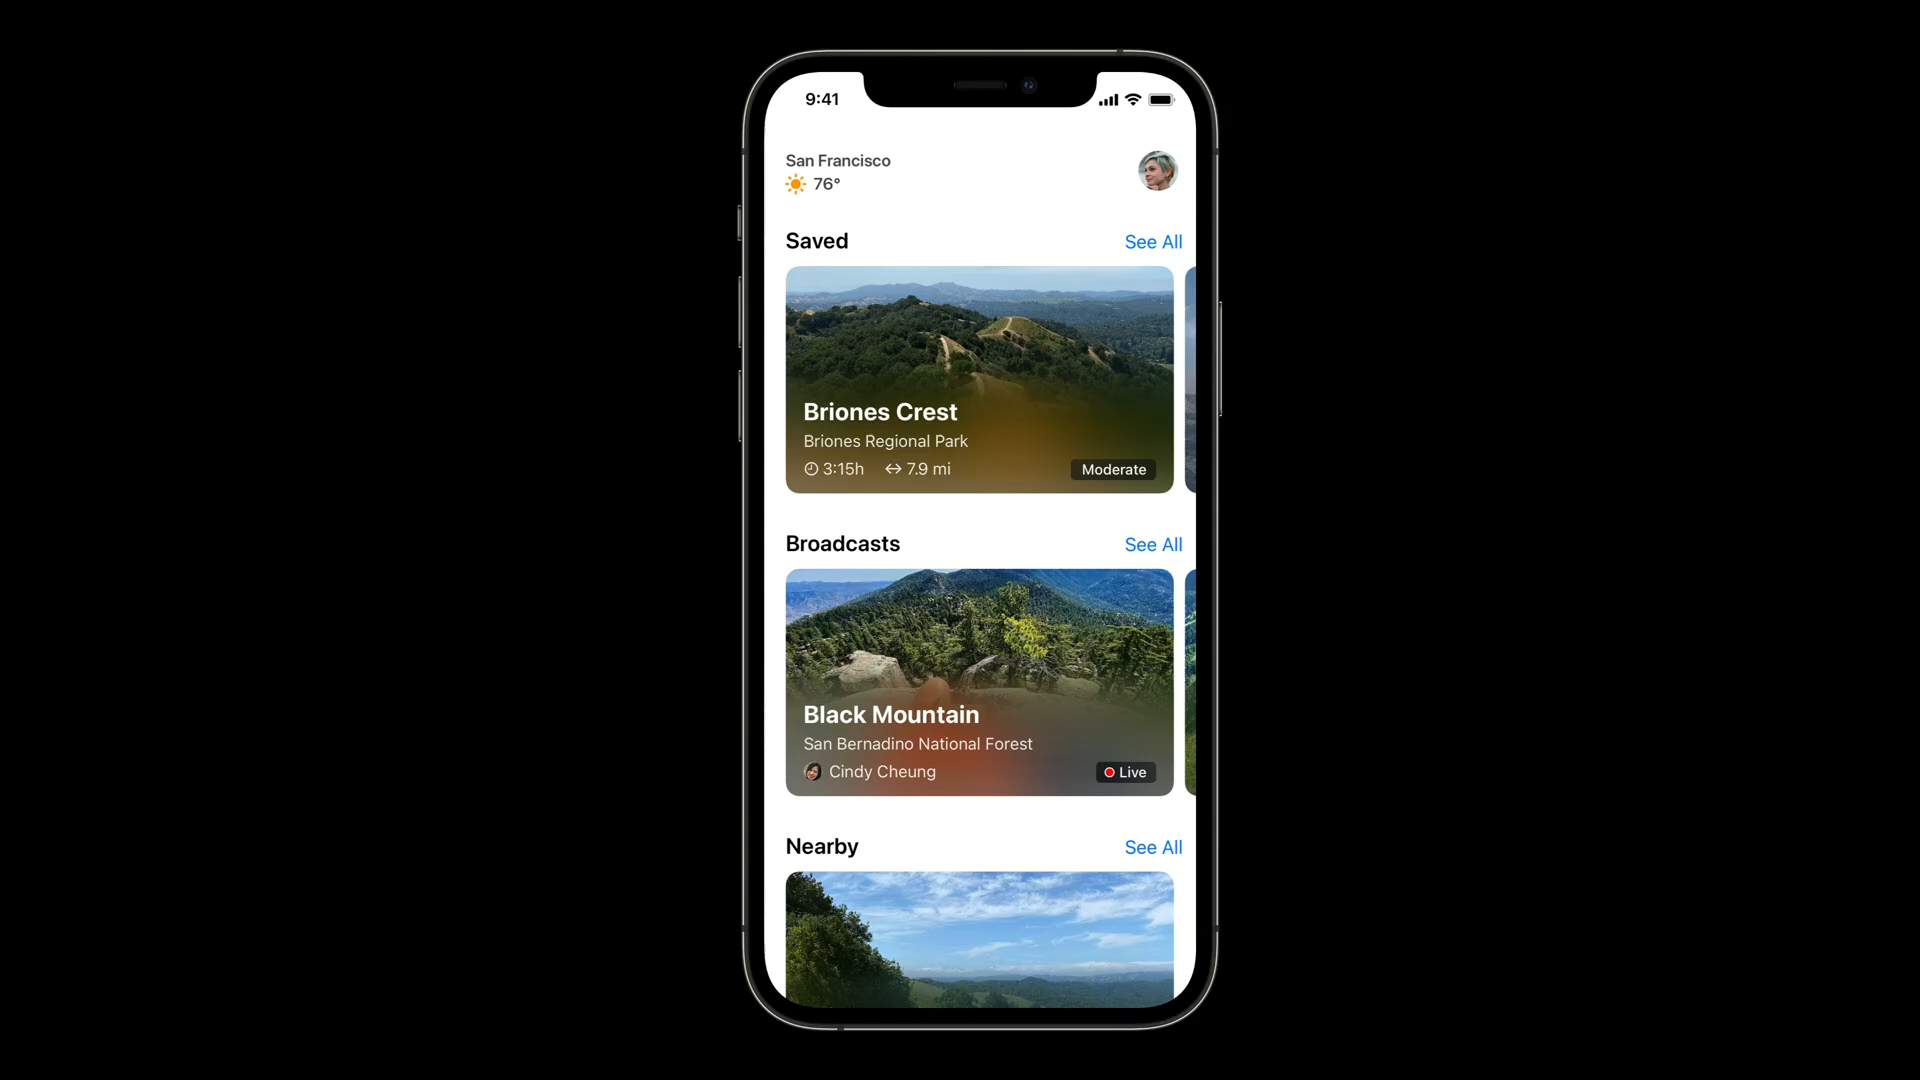 9:41
San Francisco
76°
Saved
See All
Briones Crest
Briones Regional Park
3:15h
7.9 mi
Moderate
Broadcasts
See All
Black Mountain
San Bernadino National Forest
Cindy Cheung
Live
Nearby
See All